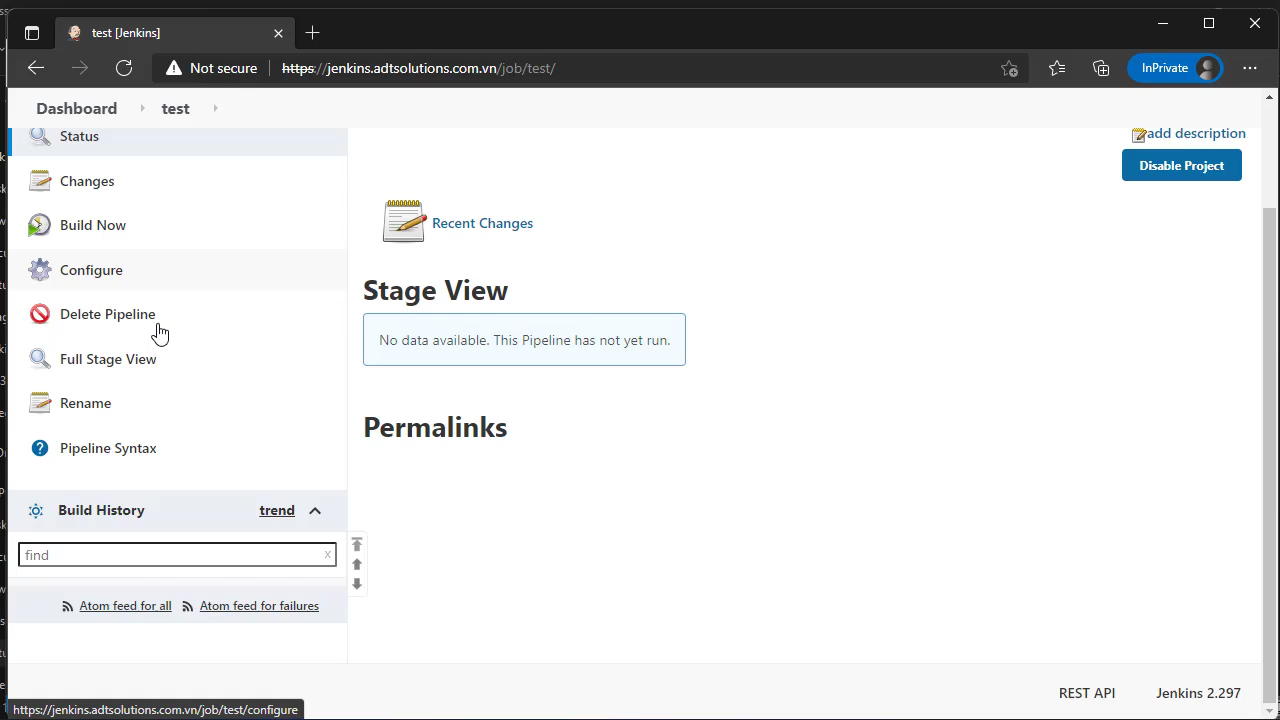 test [Jenkins]
Not secure
https://jenkins.adtsolutions.com.vn/job/test/
InPrivate
Dashboard
test
Status
Changes
Build Now
Configure
Delete Pipeline
Full Stage View
Rename
Pipeline Syntax
Build History
trend
find
x
Atom feed for all
Atom feed for failures
add description
Disable Project
Recent Changes
Stage View
No data available. This Pipeline has not yet run.
Permalinks
REST API
Jenkins 2.297
https://jenkins.adtsolutions.com.vn/job/test/configure